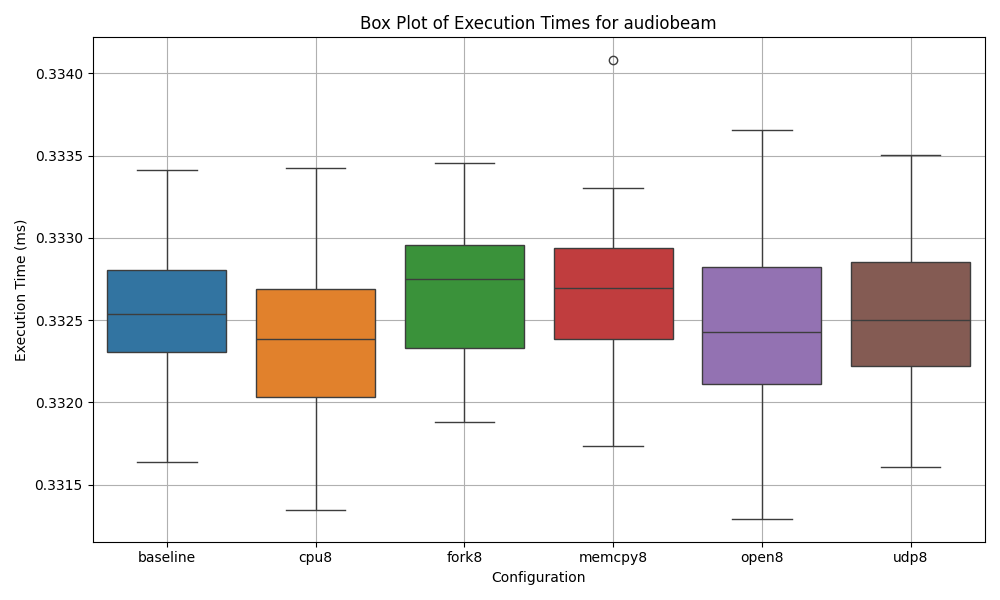 Box Plot of Execution Times for audiobeam
Execution Time (ms)
0.3340
0.3335
0.3330
0.3325
0.3320
0.3315
baseline cpu8 fork8 memcpy8 open8 udp8
Configuration